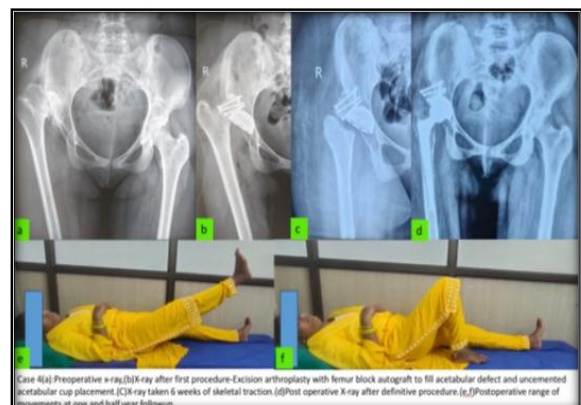 R
R
R
a
b
c
d
e
f
Case 4(a):Preoperative x-ray,(b)X-ray after first procedure-Excision arthroplasty with femur block autograft to fill acetabular defect and uncemented
acetabular cup placement.(C)X-ray taken 6 weeks of skeletal traction.(d)Post operative X-ray after definitive procedure.(e,f)Postoperative range of
movements at one and half year followup